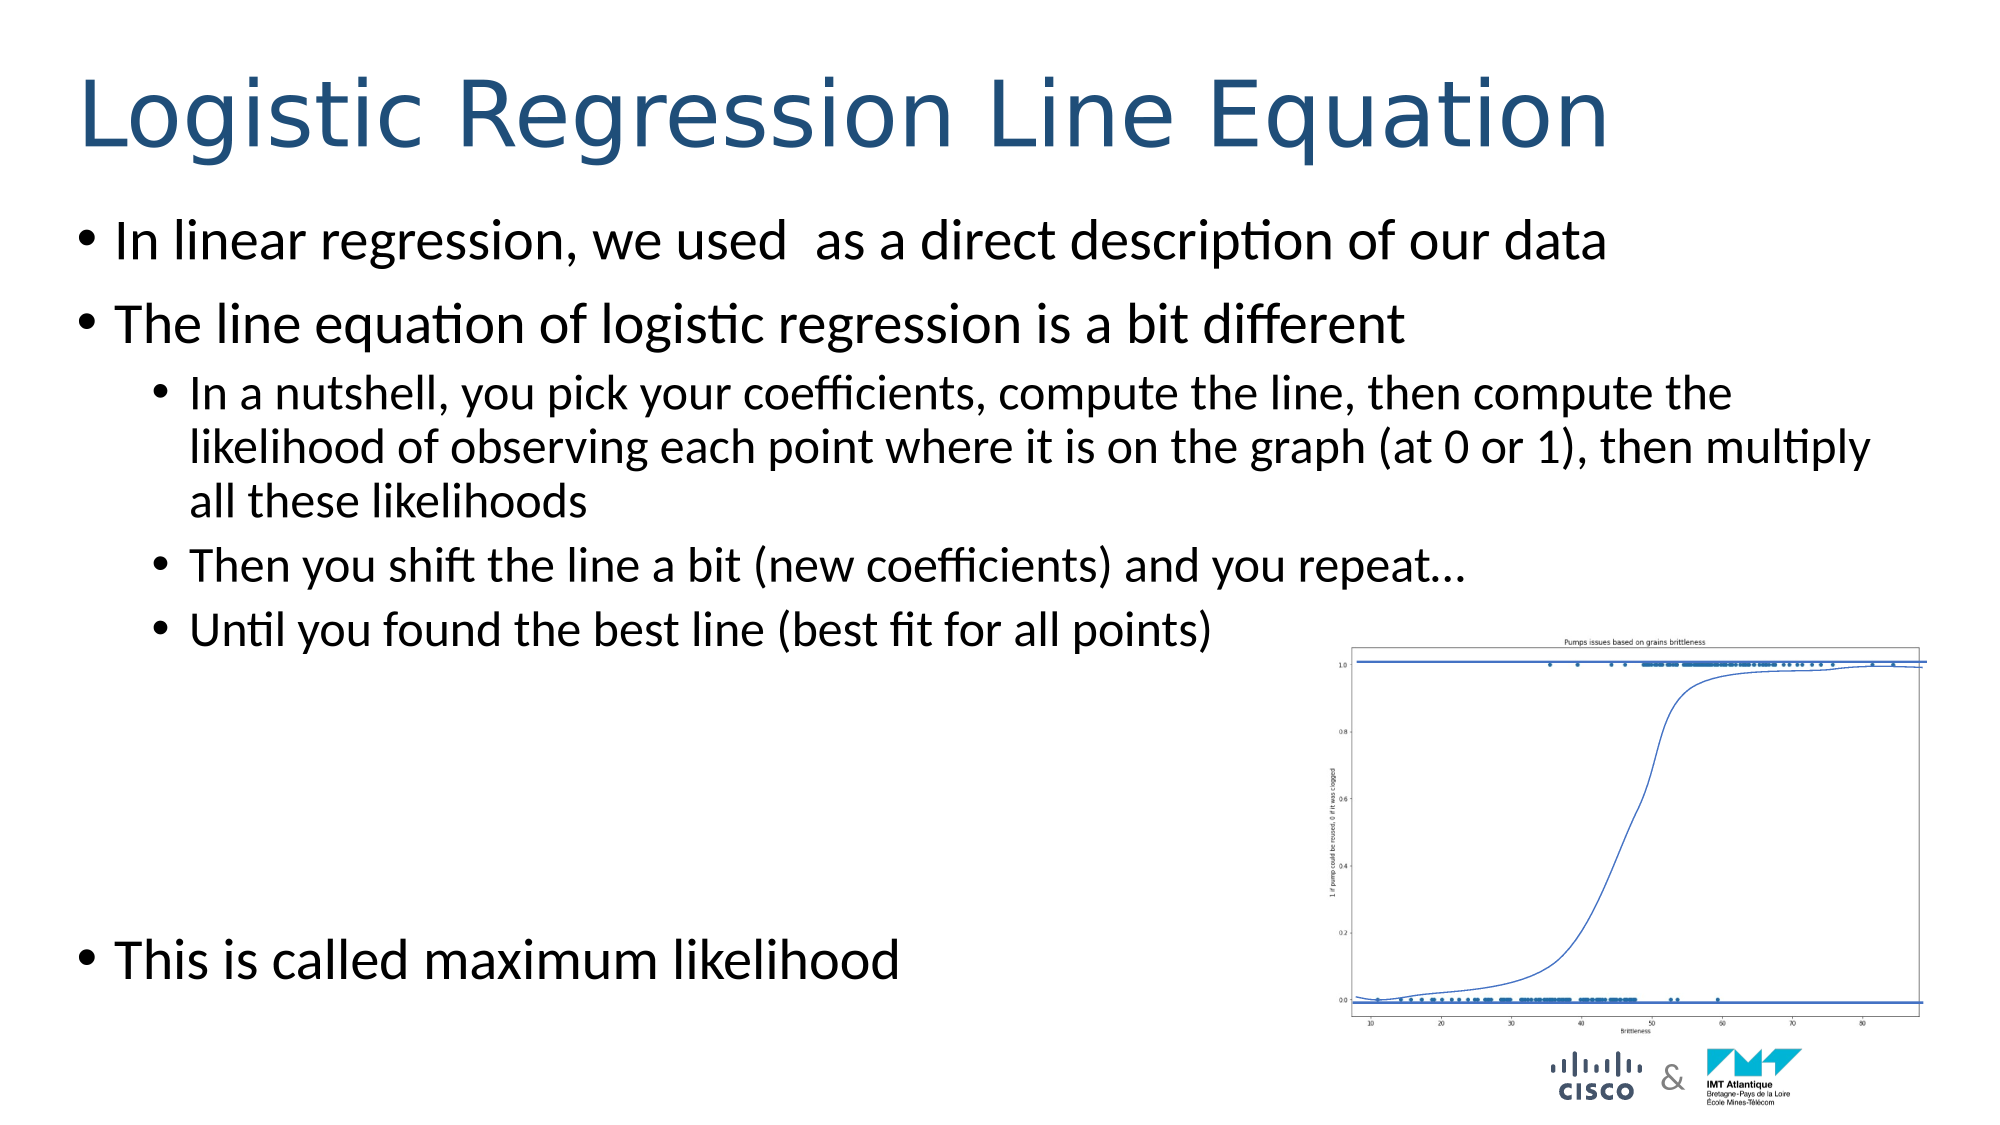 Logistic Regression Line Equation
• In linear regression, we used  as a direct description of our data
• The line equation of logistic regression is a bit different
• In a nutshell, you pick your coefficients, compute the line, then compute the
likelihood of observing each point where it is on the graph (at 0 or 1), then multiply
all these likelihoods
• Then you shift the line a bit (new coefficients) and you repeat…
• Until you found the best line (best fit for all points)
Pumps issues based on grains brittleness
1.0
0.8
0.6
0.4
0.2
0.0
1 if pump could be reused, 0 if it was clogged
10 20 30 40 50 60 70 80
Brittleness
• This is called maximum likelihood
CISCO
&
IMT Atlantique
Bretagne-Pays de la Loire
École Mines-Télécom